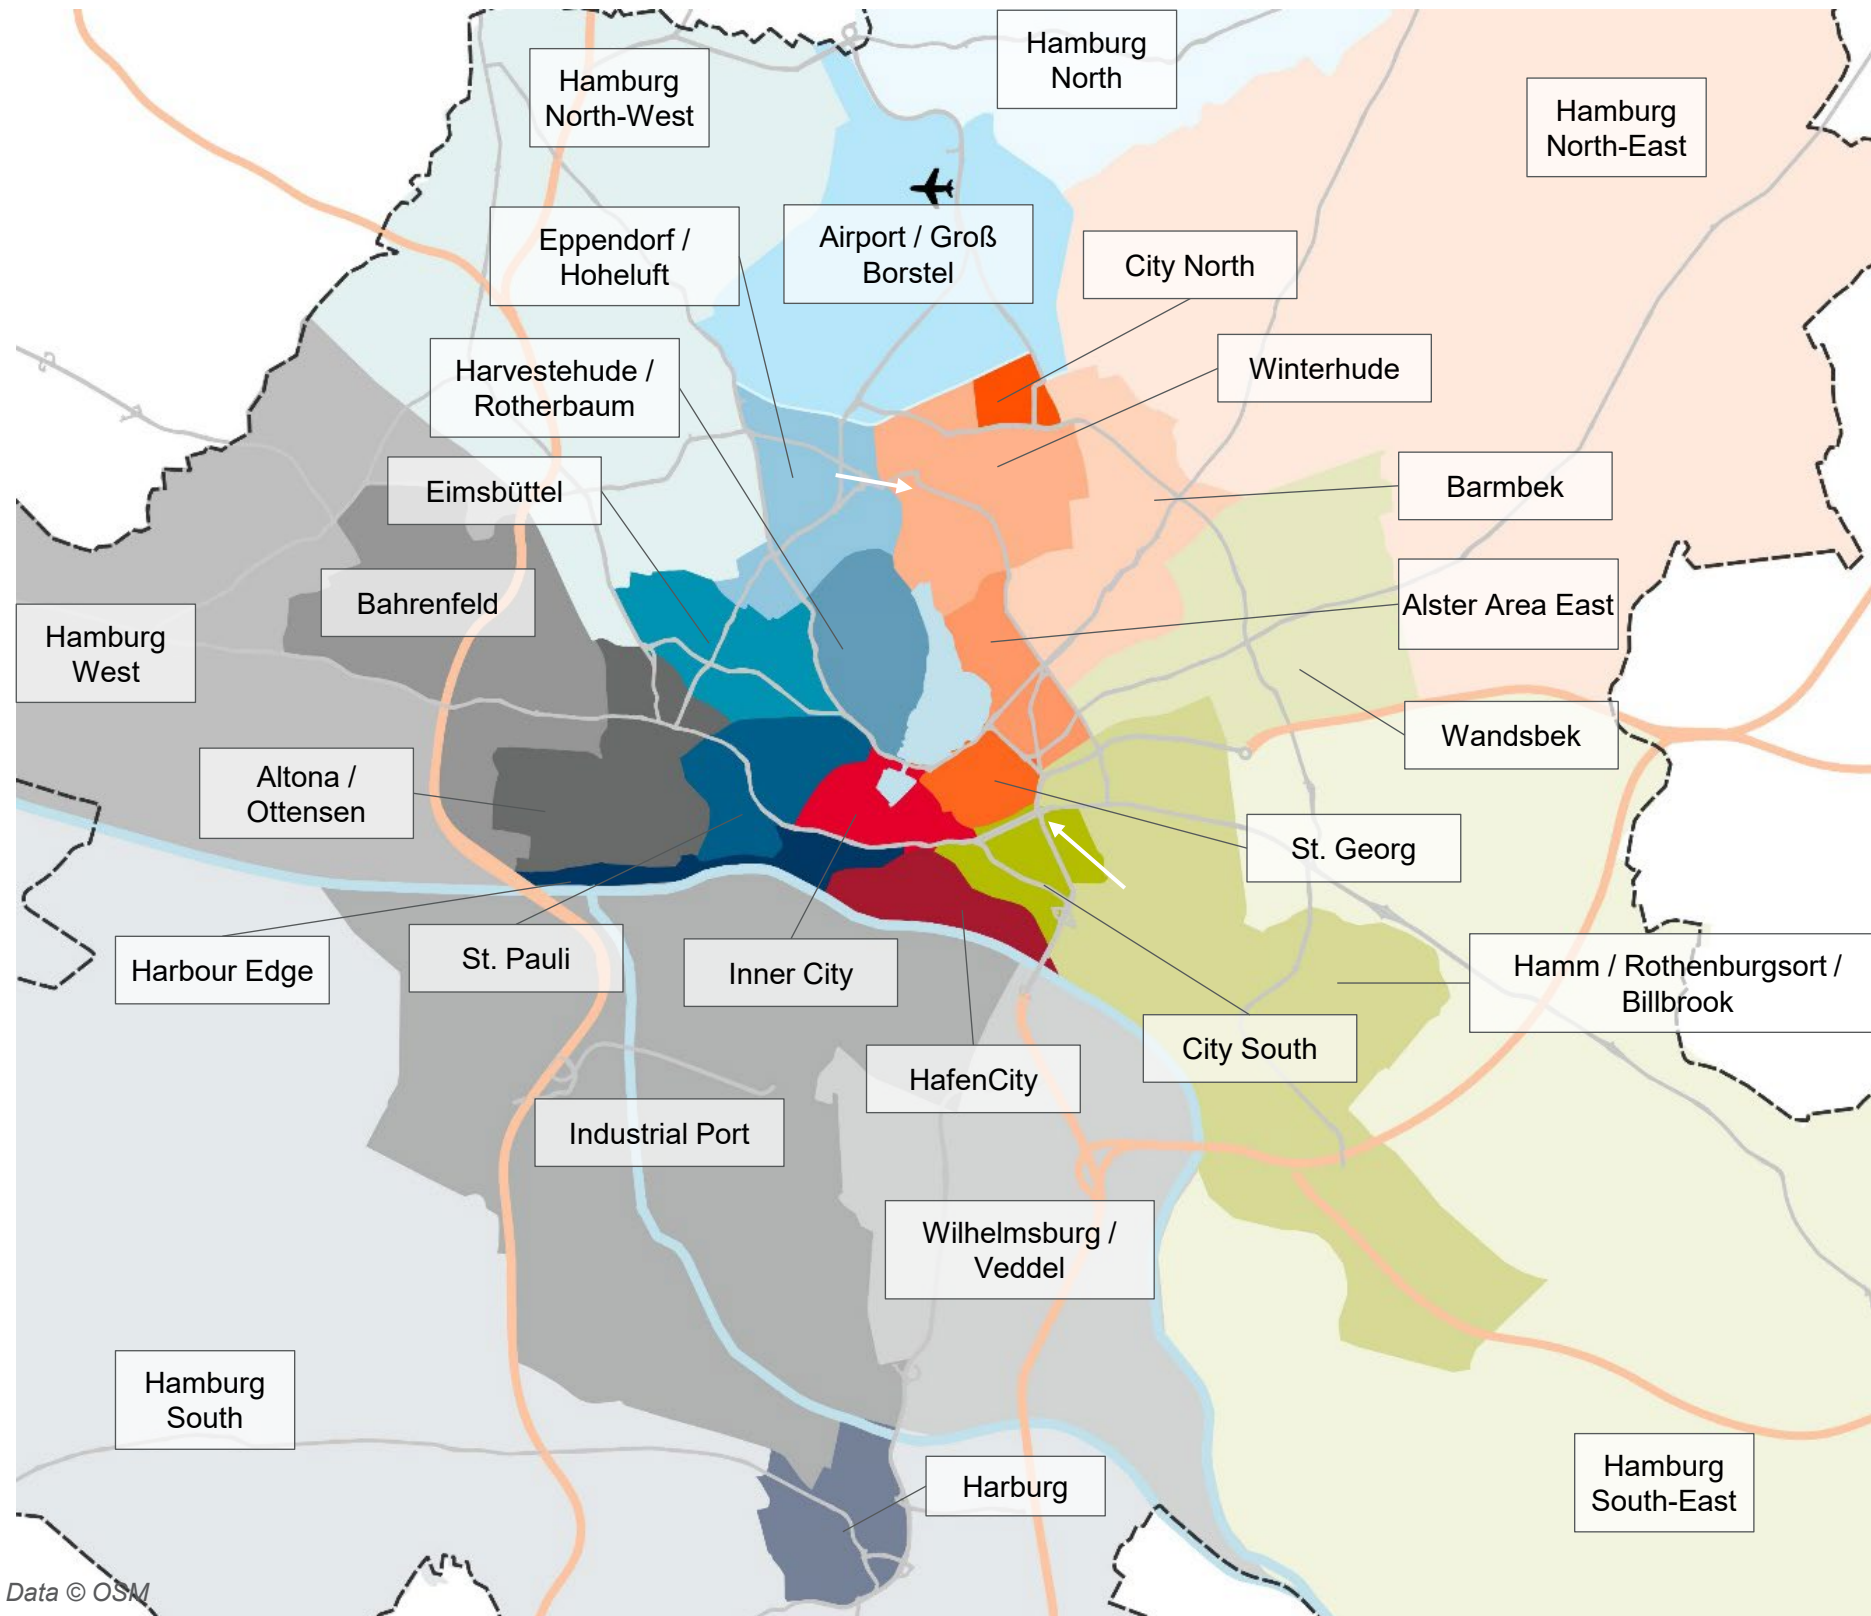 Hamburg
North
Hamburg
North-West
Hamburg
North-East
Eppendorf /
Hoheluft
Airport / Groß
Borstel
City North
Harvestehude /
Rotherbaum
Winterhude
Eimsbüttel
Barmbek
Bahrenfeld
Alster Area East
Hamburg
West
Wandsbek
Altona /
Ottensen
St. Georg
Harbour Edge
St. Pauli
Inner City
Hamm / Rothenburgsort /
Billbrook
City South
HafenCity
Industrial Port
Wilhelmsburg /
Veddel
Hamburg
South
Harburg
Hamburg
South-East
Data © OSM